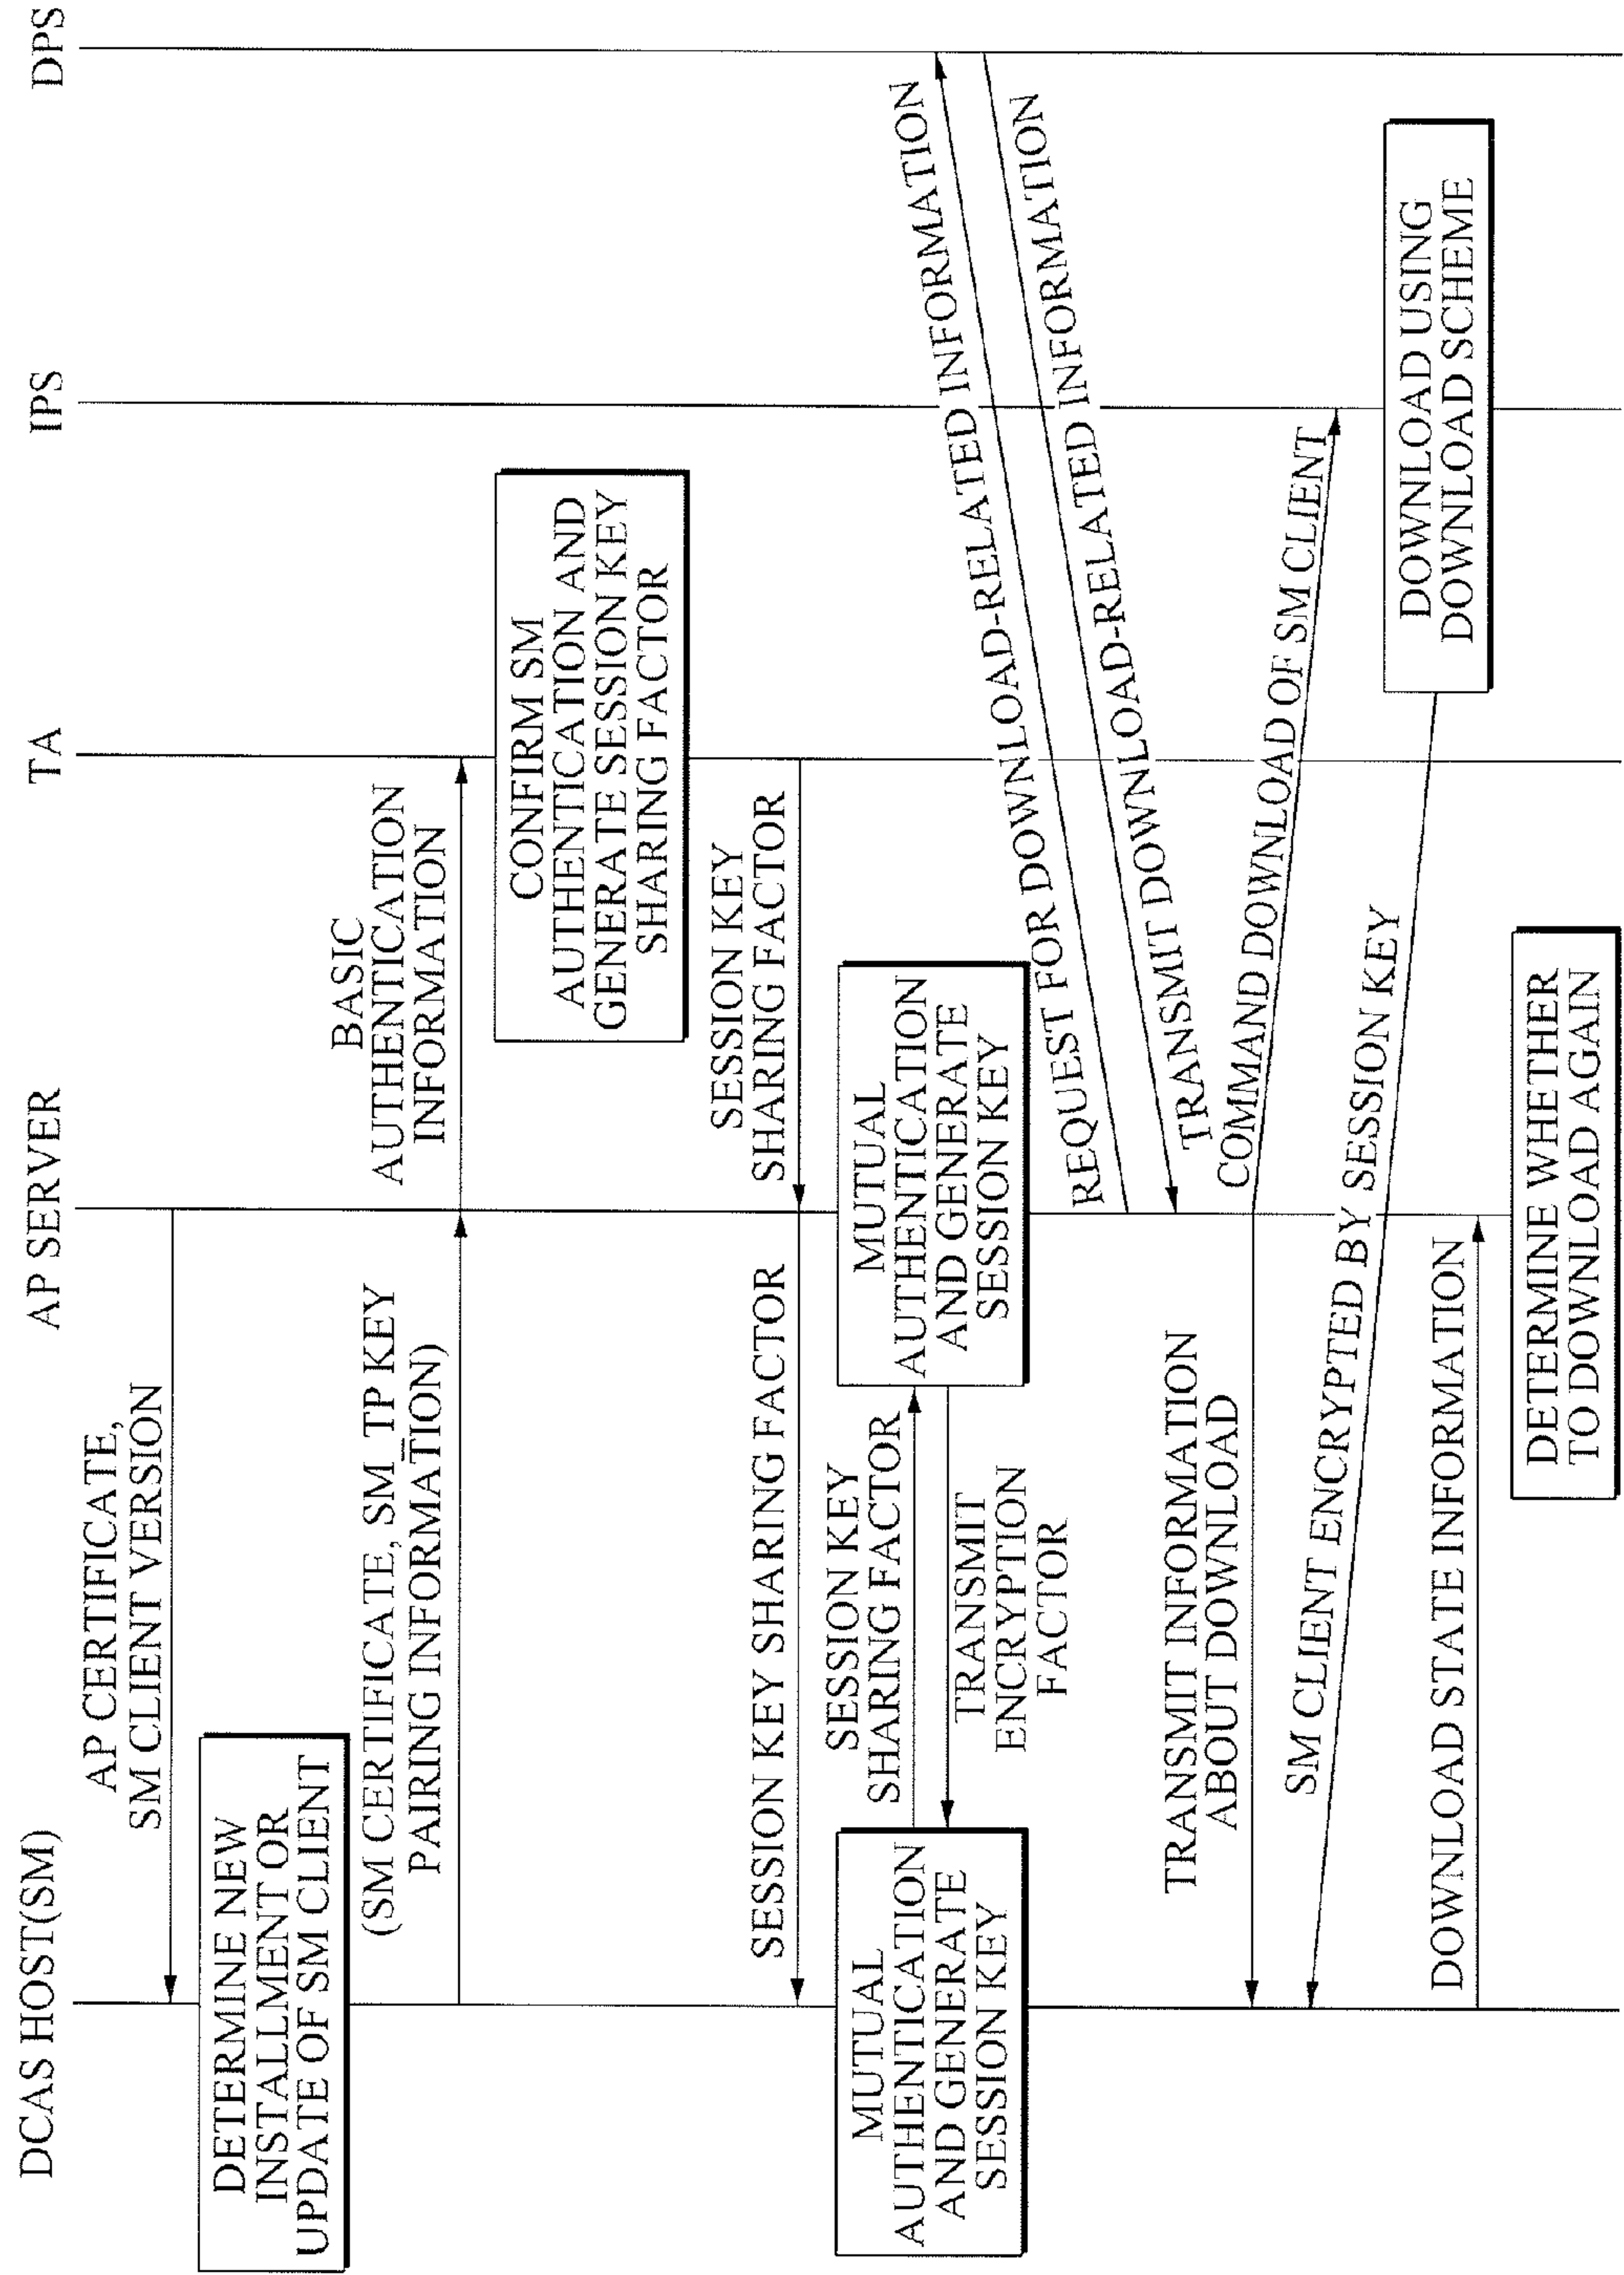 DCAS HOST(SM)
AP SERVER
TA
IPS
DPS
AP CERTIFICATE,
SM CLIENT VERSION
DETERMINE NEW
INSTALLMENT OR
UPDATE OF SM CLIENT
(SM CERTIFICATE, SM_TP KEY
PAIRING INFORMATION)
BASIC
AUTHENTICATION
INFORMATION
CONFIRM SM
AUTHENTICATION AND
GENERATE SESSION KEY
SHARING FACTOR
SESSION KEY
SHARING FACTOR
SESSION KEY SHARING FACTOR
MUTUAL
AUTHENTICATION
AND GENERATE
SESSION KEY
SESSION KEY
SHARING FACTOR
TRANSMIT
ENCRYPTION
FACTOR
MUTUAL
AUTHENTICATION
AND GENERATE
SESSION KEY
REQUEST FOR DOWNLOAD-RELATED INFORMATION
TRANSMIT DOWNLOAD-RELATED INFORMATION
TRANSMIT INFORMATION
ABOUT DOWNLOAD
COMMAND DOWNLOAD OF SM CLIENT
SM CLIENT ENCRYPTED BY SESSION KEY
DOWNLOAD USING
DOWNLOAD SCHEME
DOWNLOAD STATE INFORMATION
DETERMINE WHETHER
TO DOWNLOAD AGAIN